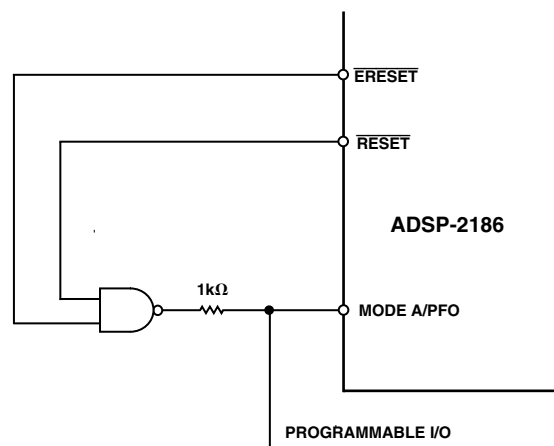 ERESET
RESET
ADSP-2186
1kΩ
MODE A/PFO
PROGRAMMABLE I/O